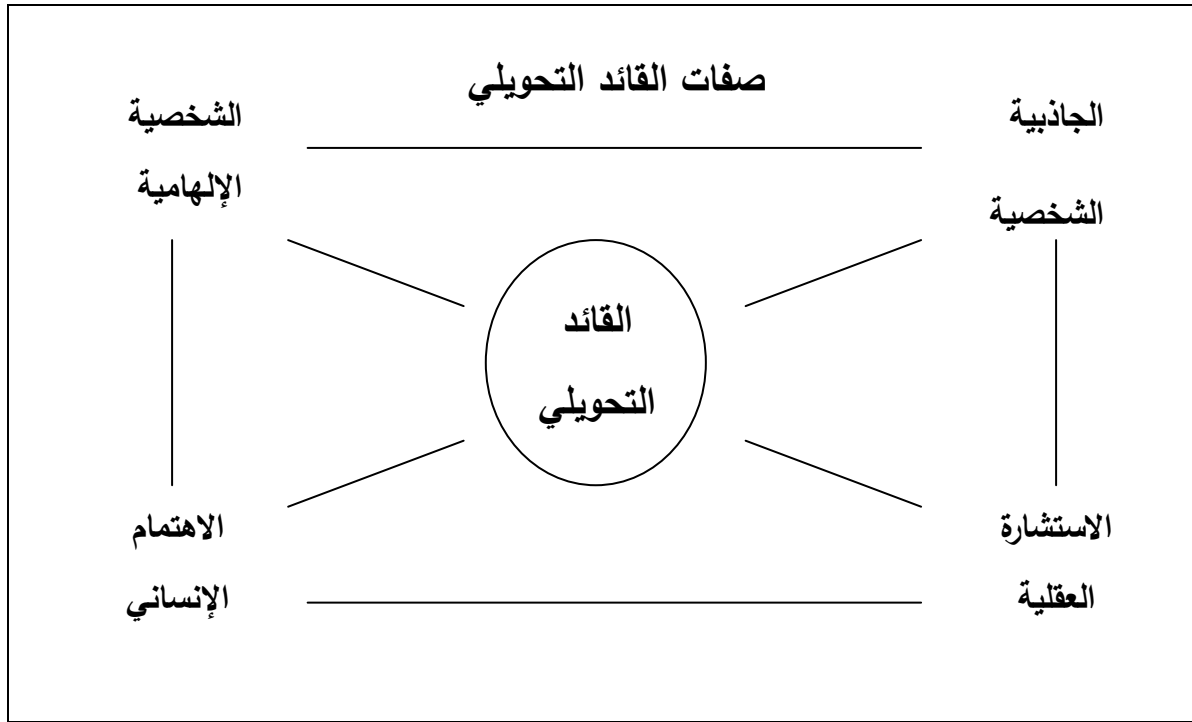 صفات القائد التحويلي
الجاذبية
الشخصية
الشخصية
الإلهامية
القائد
التحويلي
الاستشارة
العقلية
الاهتمام
الإنساني